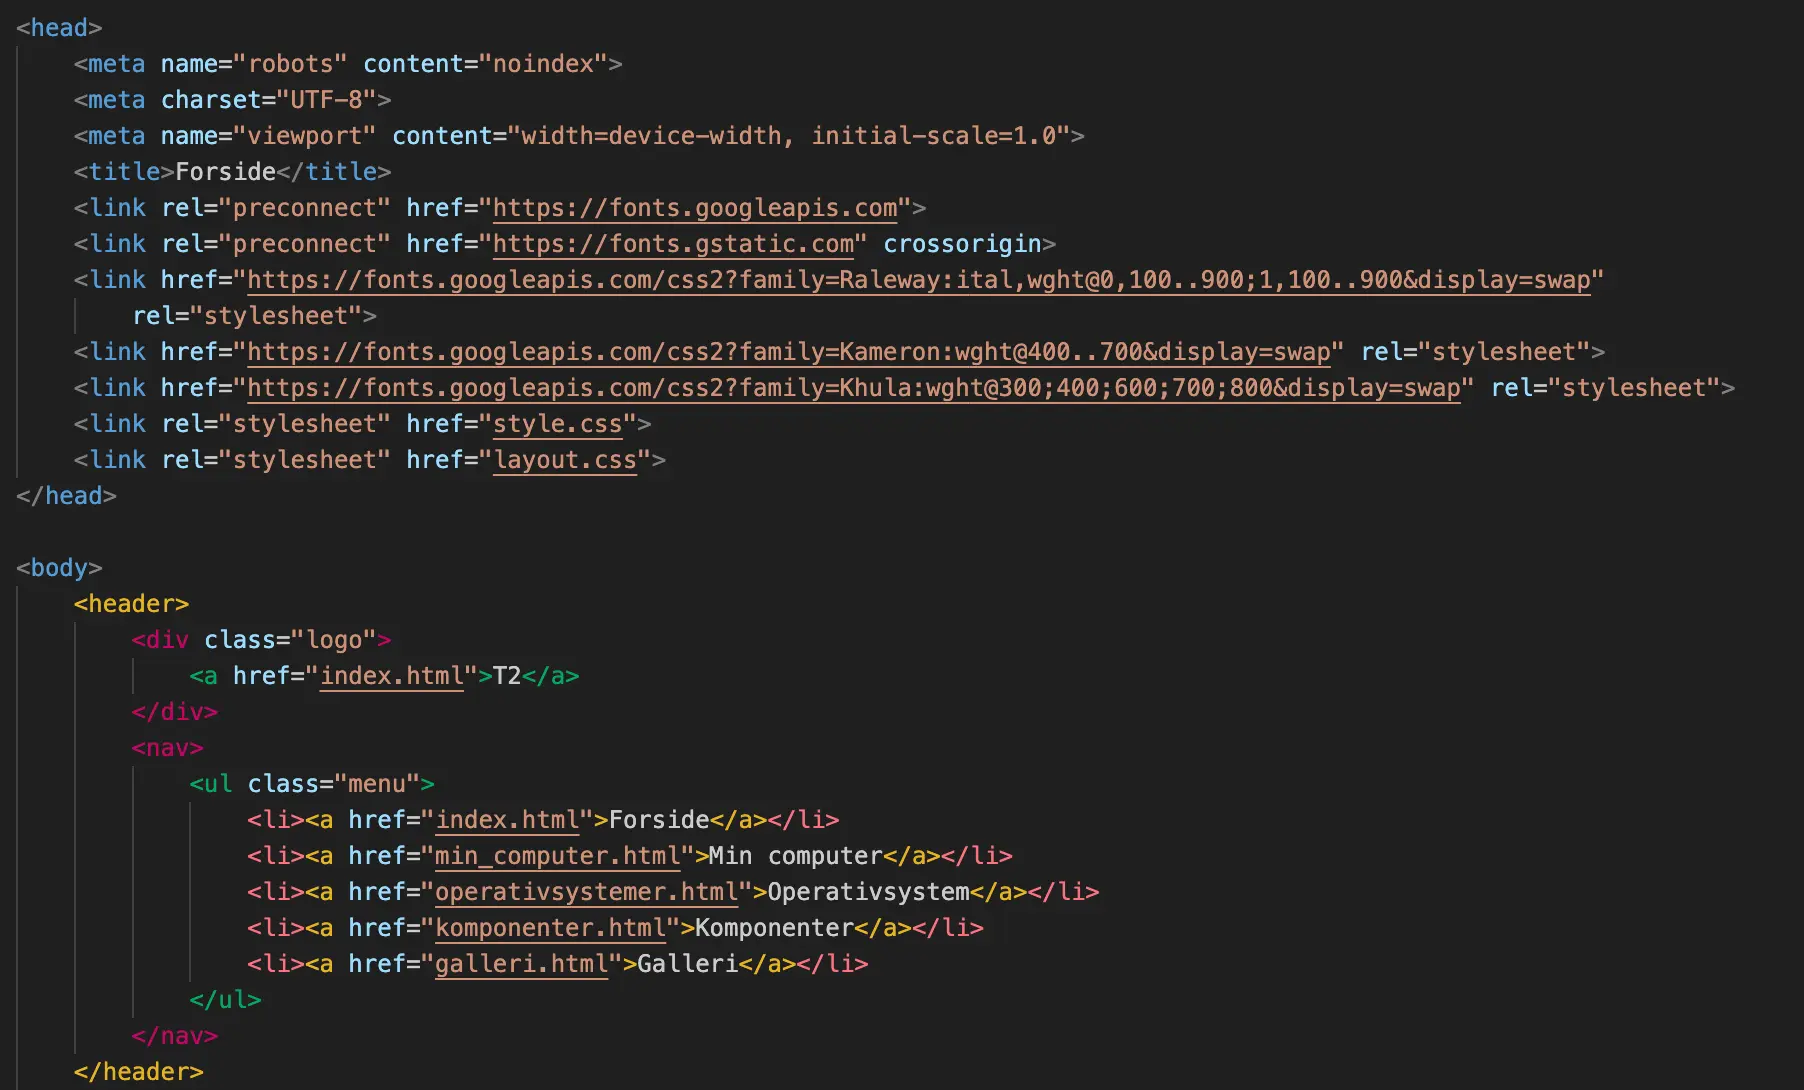 <head>
<meta name="robots" content="noindex">
<meta charset="UTF-8">
<meta name="viewport" content="width=device-width, initial-scale=1.0">
<title>Forside</title>
<link rel="preconnect" href="https://fonts.googleapis.com">
<link rel="preconnect" href="https://fonts.gstatic.com" crossorigin>
<link href="https://fonts.googleapis.com/css2?family=Raleway:ital,wght@0,100..900;1,100..900&display=swap"
rel="stylesheet">
<link href="https://fonts.googleapis.com/css2?family=Kameron:wght@400..700&display=swap" rel="stylesheet">
<link href="https://fonts.googleapis.com/css2?family=Khula:wght@300;400;600;700;800&display=swap" rel="stylesheet">
<link rel="stylesheet" href="style.css">
<link rel="stylesheet" href="layout.css">
</head>
<body>
<header>
<div class="logo">
<a href="index.html">T2</a>
</div>
<nav>
<ul class="menu">
<li><a href="index.html">Forside</a></li>
<li><a href="min_computer.html">Min computer</a></li>
<li><a href="operativsystemer.html">Operativsystem</a></li>
<li><a href="komponenter.html">Komponenter</a></li>
<li><a href="galleri.html">Galleri</a></li>
</ul>
</nav>
</header>